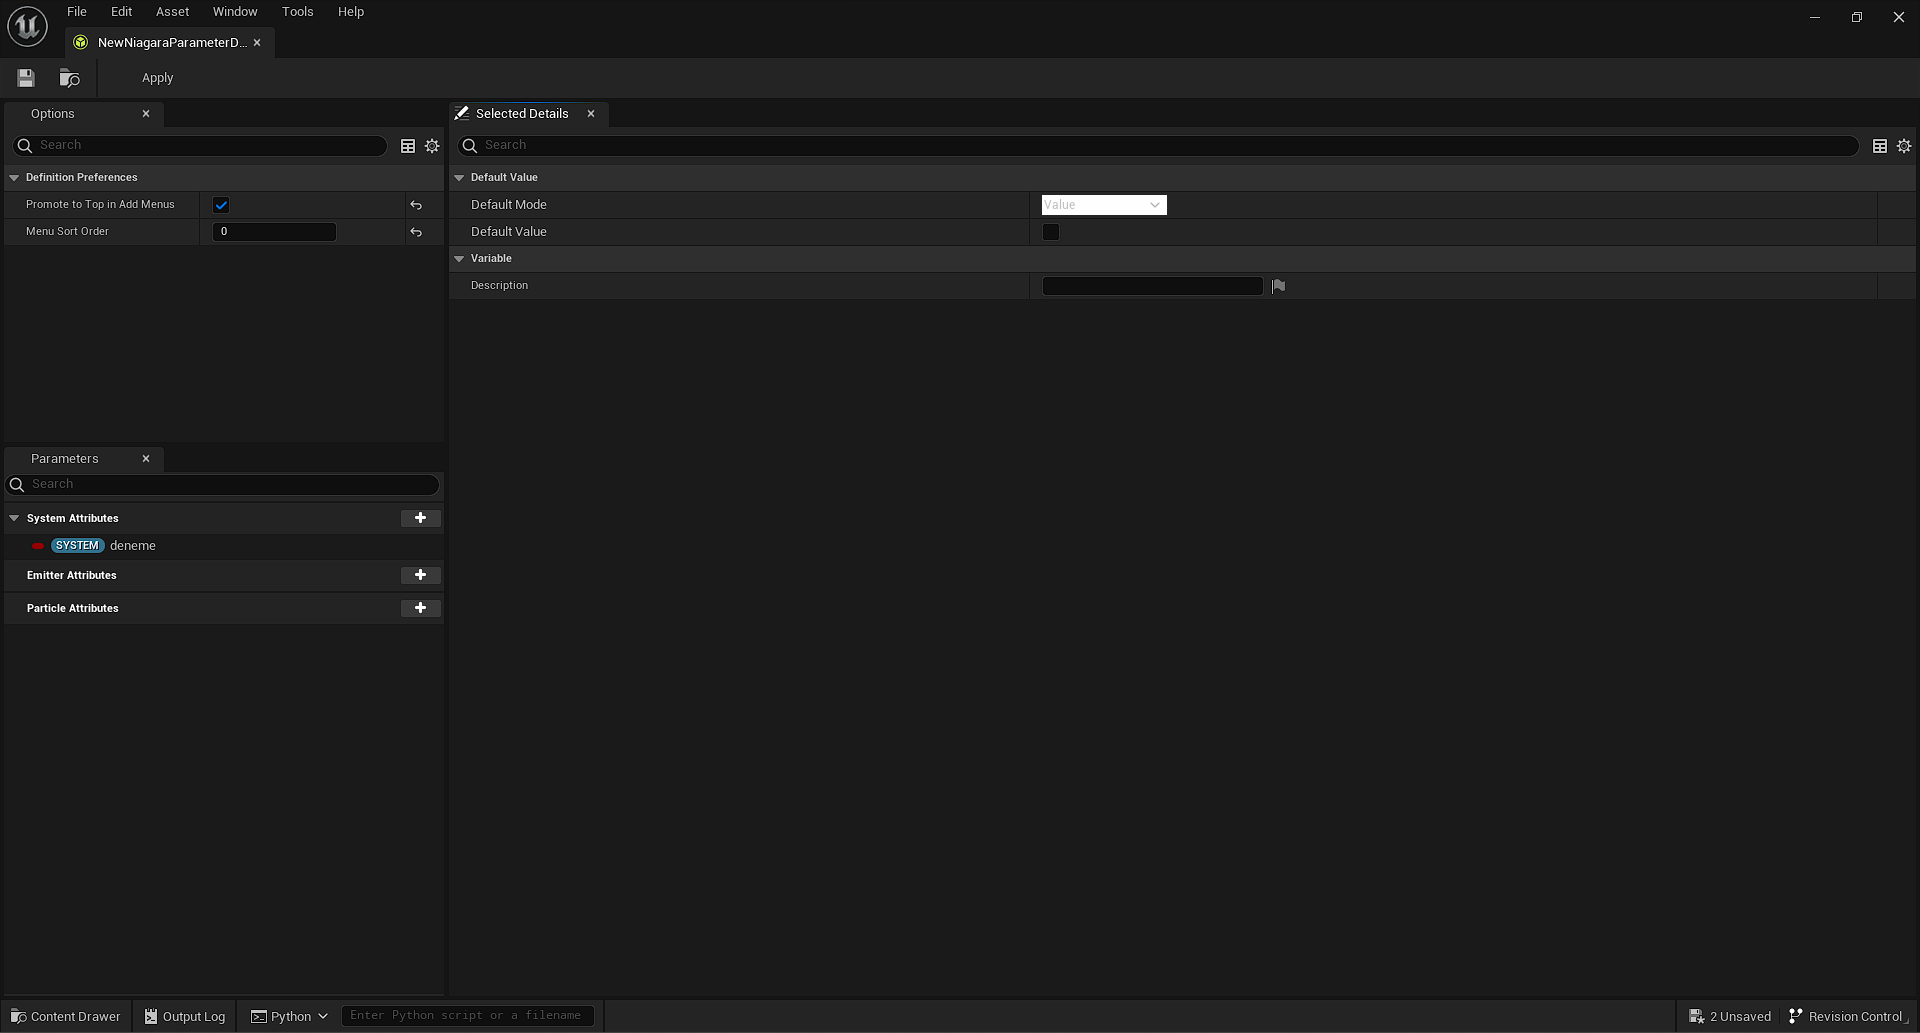 File Edit Asset Window Tools Help
NewNiagaraParameterD...
Apply
Options
Search
Definition Preferences
Promote to Top in Add Menus
Menu Sort Order 0
Parameters
Search
System Attributes
SYSTEM deneme
Emitter Attributes
Particle Attributes
Selected Details
Search
Default Value
Default Mode Value
Default Value
Variable
Description
Content Drawer Output Log Python Enter Python script or a filename 2 Unsaved Revision Control